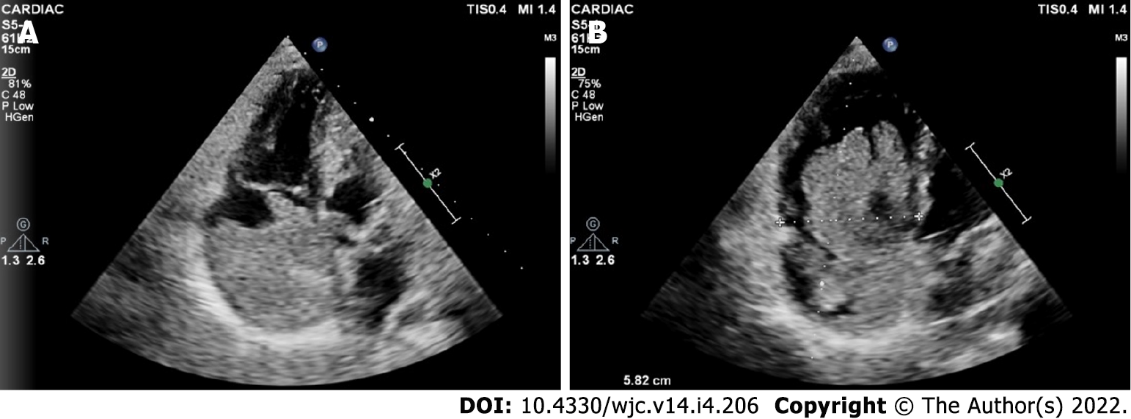 CARDIAC
TIS0.4 MI 1.4
A
15cm
M3
2D
81%
C 48
P Low
HGen
P
X2
G
P R
1.3 2.6
CARDIAC
TIS0.4 MI 1.4
B
15cm
M3
2D
75%
C 48
P Low
HGen
P
X2
G
P R
1.3 2.6
5.82 cm
DOI: 10.4330/wjc.v14.i4.206 Copyright © The Author(s) 2022.